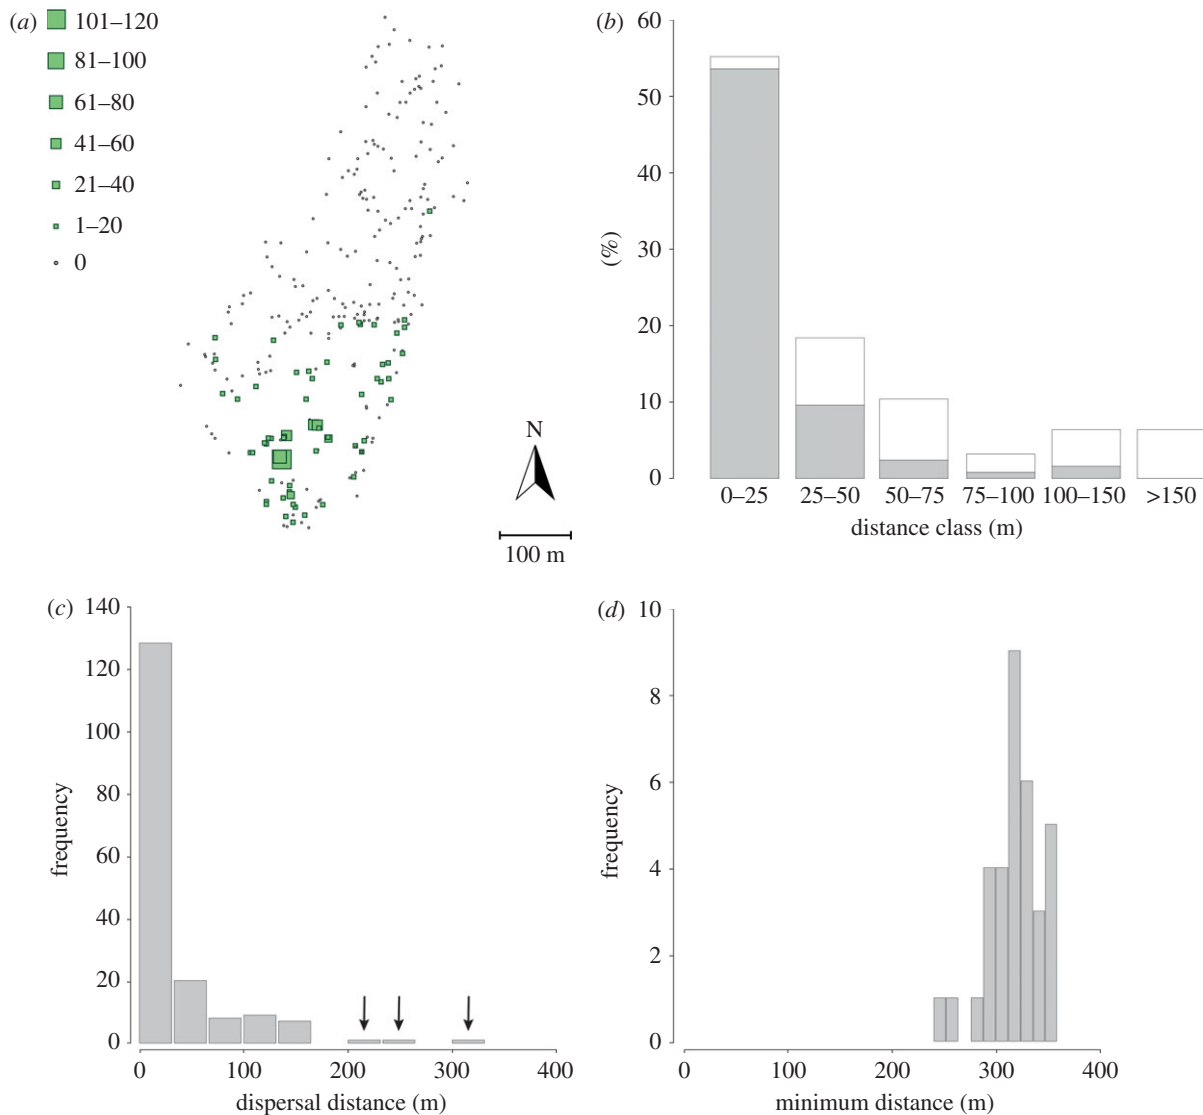 (a)
101–120
81–100
61–80
41–60
21–40
1–20
0
N
100 m
(b)
60
50
40
30
20
10
0
(%)
0–25 25–50 50–75 75–100 100–150 >150
distance class (m)
(c)
140
120
100
80
60
40
20
0
frequency
0 100 200 300 400
dispersal distance (m)
(d)
10
8
6
4
2
0
frequency
0 100 200 300 400
minimum distance (m)